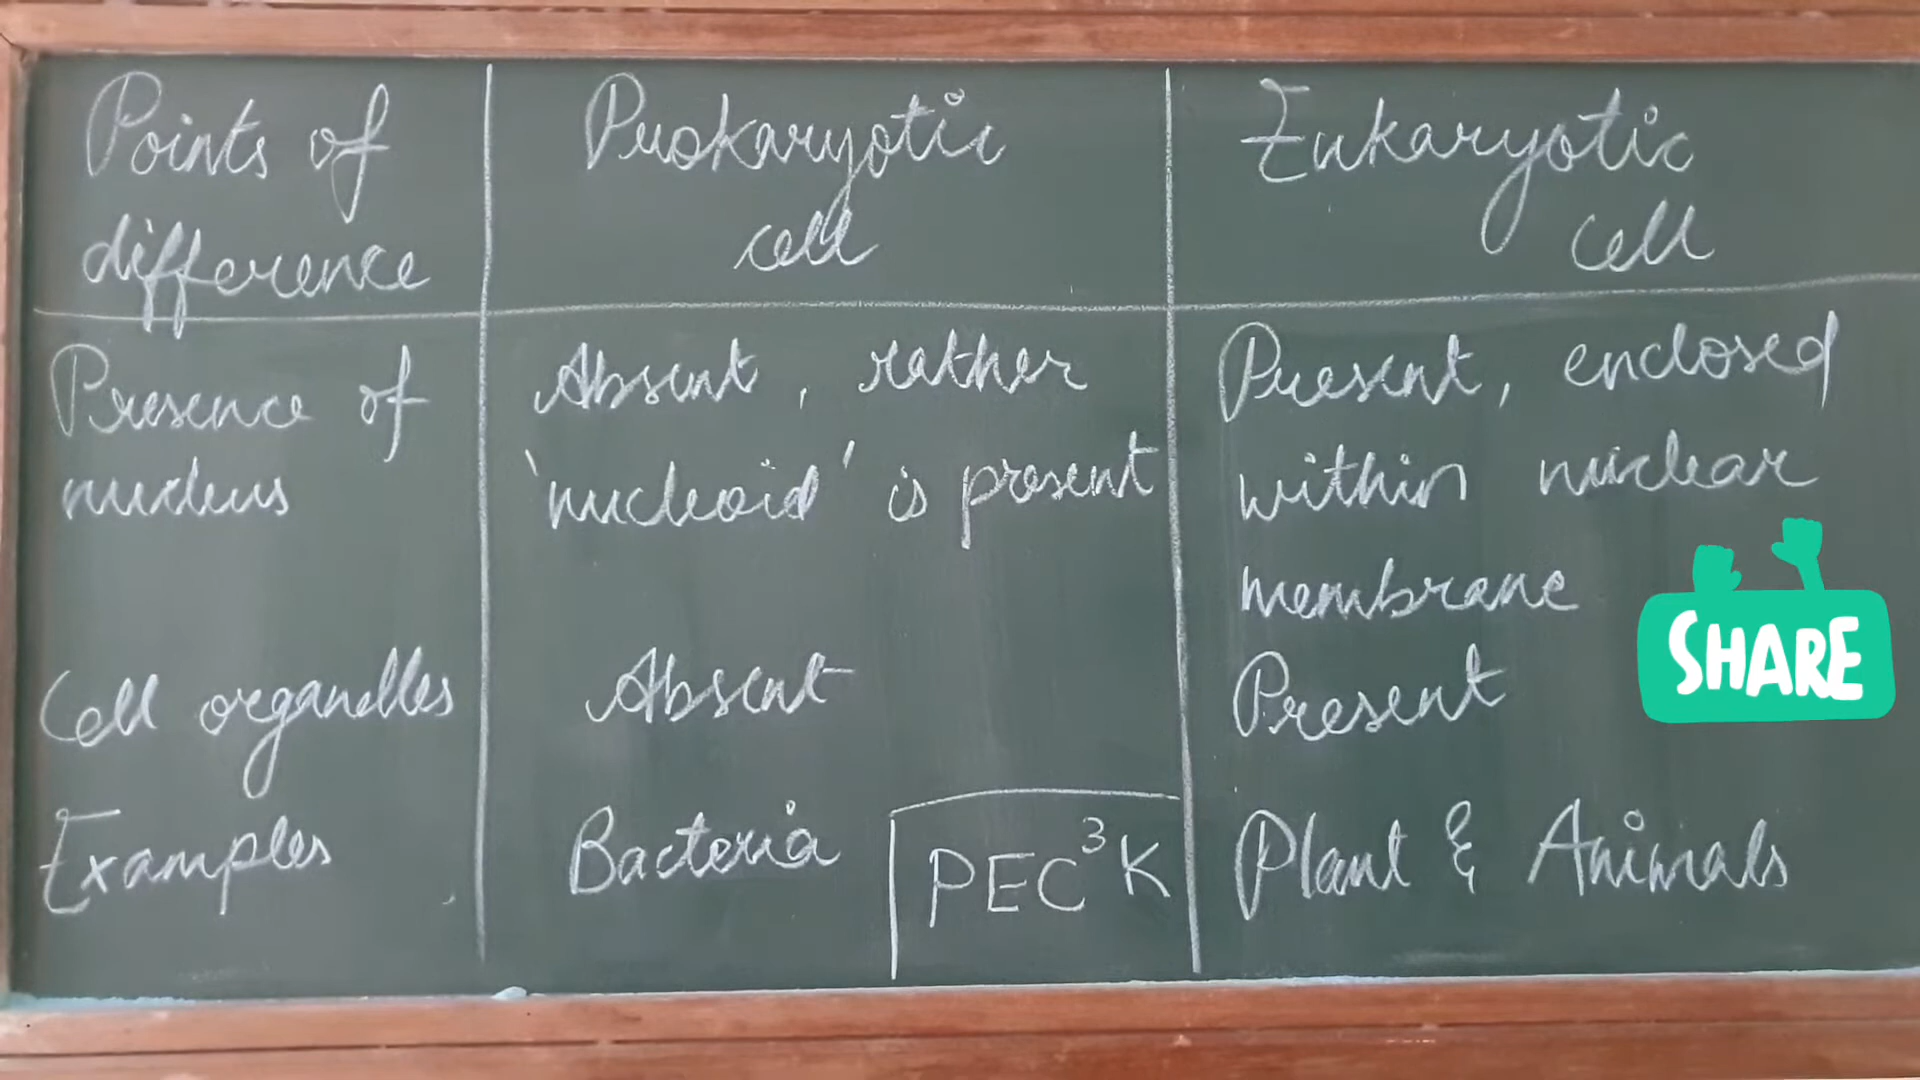 Points of
difference
Prokaryotic
cell
Eukaryotic
cell
Presence of
nucleus
Absent, rather
'nucleoid' is present
Present, enclosed
within nuclear
membrane
Cell organelles
Absent
Present
Examples
Bacteria
Plant & Animals
PEC³K
SHARE